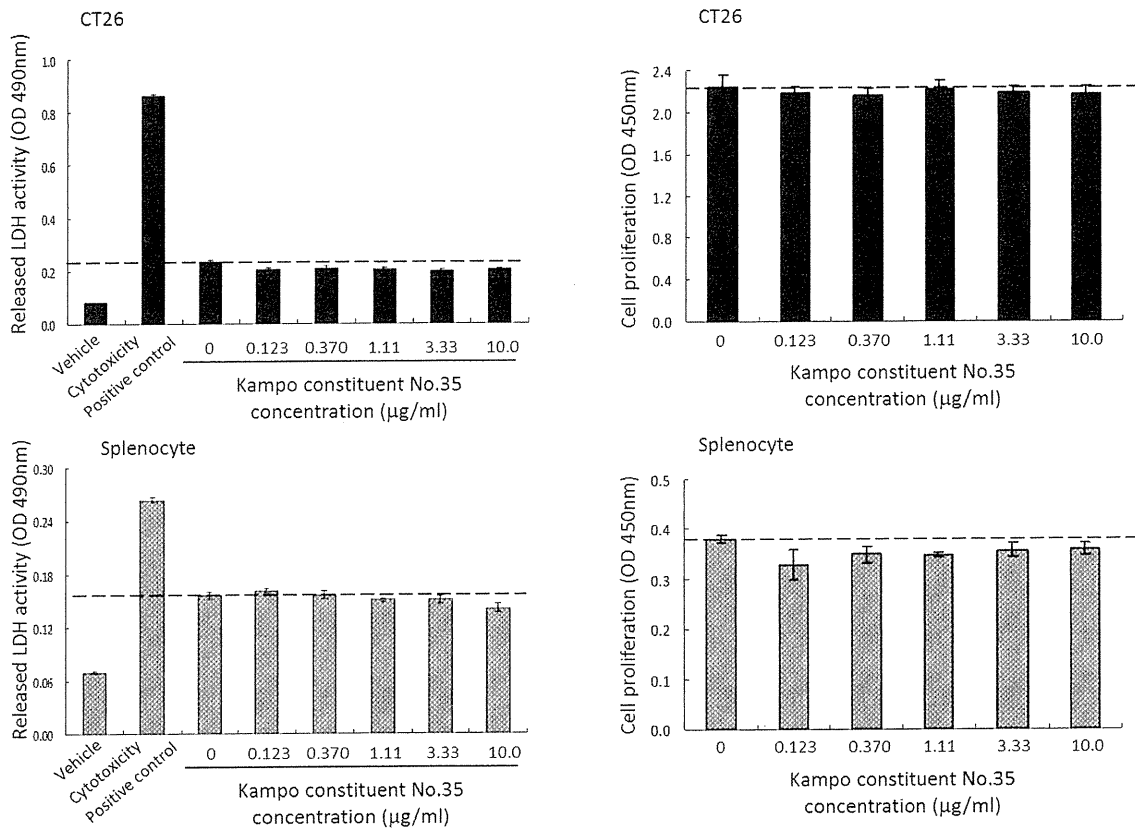 CT26
Released LDH activity (OD 490nm)
1.0
0.8
0.6
0.4
0.2
0.0
Vehicle
Cytotoxicity
Positive control
0 0.123 0.370 1.11 3.33 10.0
Kampo constituent No.35
concentration (μg/ml)
CT26
Cell proliferation (OD 450nm)
2.4
2.0
1.6
1.2
0.8
0.4
0.0
0 0.123 0.370 1.11 3.33 10.0
Kampo constituent No.35
concentration (μg/ml)
Splenocyte
Released LDH activity (OD 490nm)
0.30
0.24
0.18
0.12
0.06
0.00
Vehicle
Cytotoxicity
Positive control
0 0.123 0.370 1.11 3.33 10.0
Kampo constituent No.35
concentration (μg/ml)
Splenocyte
Cell proliferation (OD 450nm)
0.5
0.4
0.3
0.2
0.1
0.0
0 0.123 0.370 1.11 3.33 10.0
Kampo constituent No.35
concentration (μg/ml)